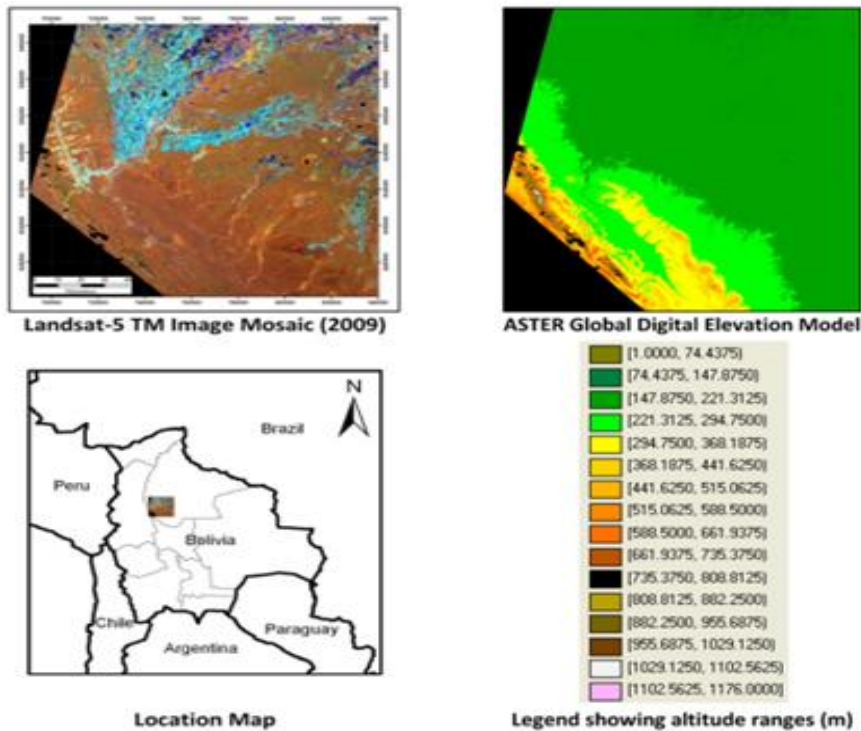 Landsat-5 TM Image Mosaic (2009)
ASTER Global Digital Elevation Model
N
Brazil
Peru
Bolivia
Chile
Paraguay
Argentina
Location Map
[1.0000, 74.4375)
[74.4375, 147.8750)
[147.8750, 221.3125)
[221.3125, 294.7500)
[294.7500, 368.1875)
[368.1875, 441.6250)
[441.6250, 515.0625)
[515.0625, 588.5000)
[588.5000, 661.9375)
[661.9375, 735.3750)
[735.3750, 808.8125)
[808.8125, 882.2500)
[882.2500, 955.6875)
[955.6875, 1029.1250)
[1029.1250, 1102.5625)
[1102.5625, 1176.0000]
Legend showing altitude ranges (m)